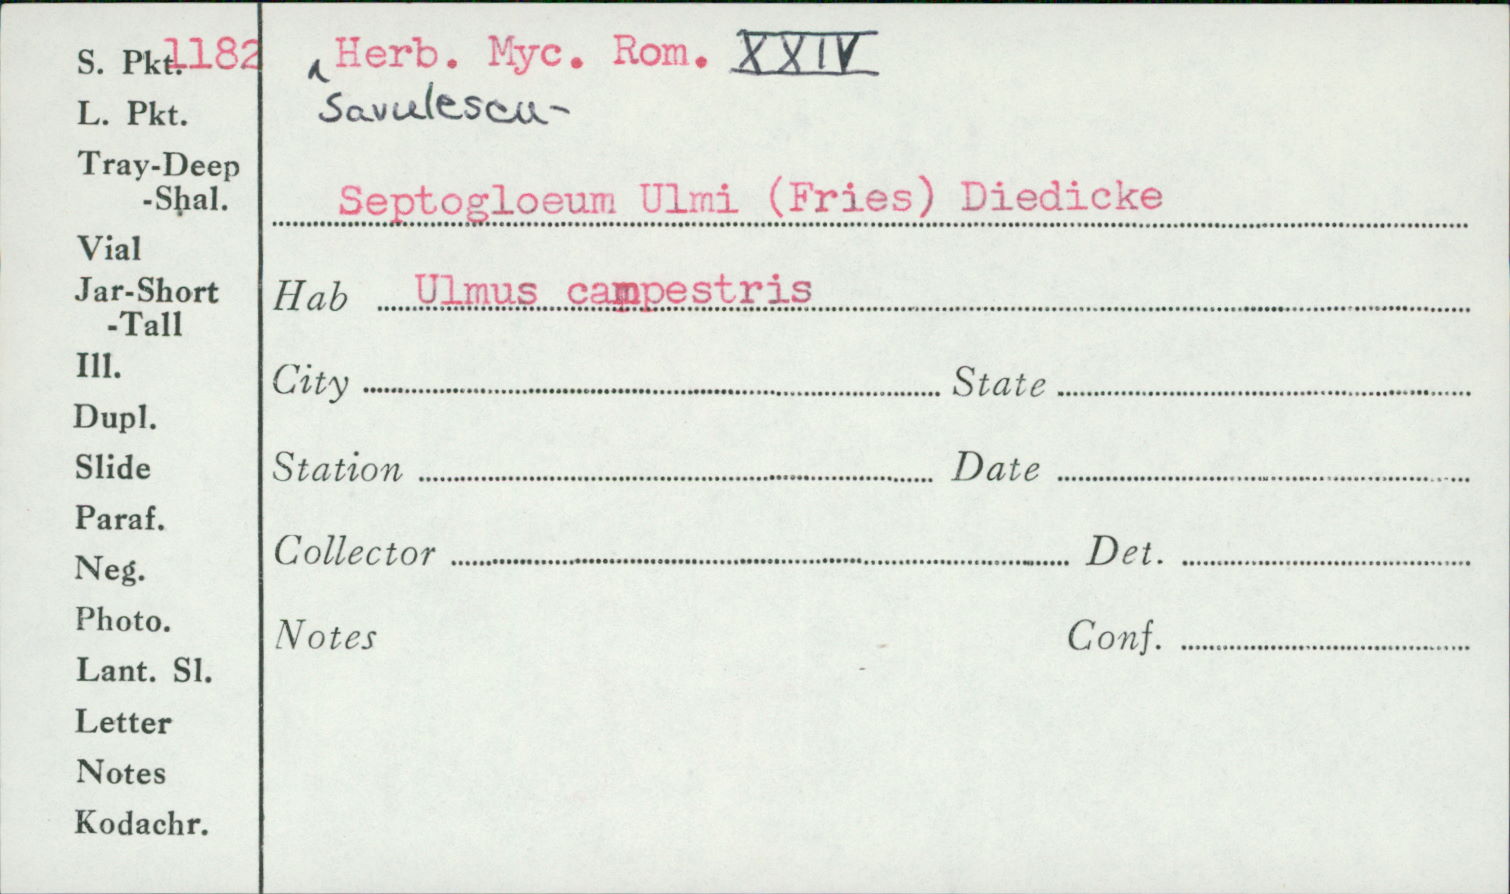 S. Pkt. 1182
L. Pkt.
Tray-Deep
-Shal.
Vial
Jar-Short
-Tall
Ill.
Dupl.
Slide
Paraf.
Neg.
Photo.
Lant. Sl.
Letter
Notes
Kodachr.
‸ Herb. Myc. Rom. XXIV
Savulescu-
Septogloeum Ulmi (Fries) Diedicke
Hab Ulmus campestris
City State
Station Date
Collector Det.
Notes Conf.